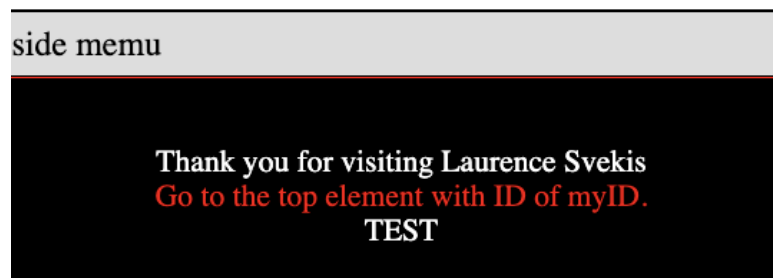 side memu
Thank you for visiting Laurence Svekis
Go to the top element with ID of myID.
TEST